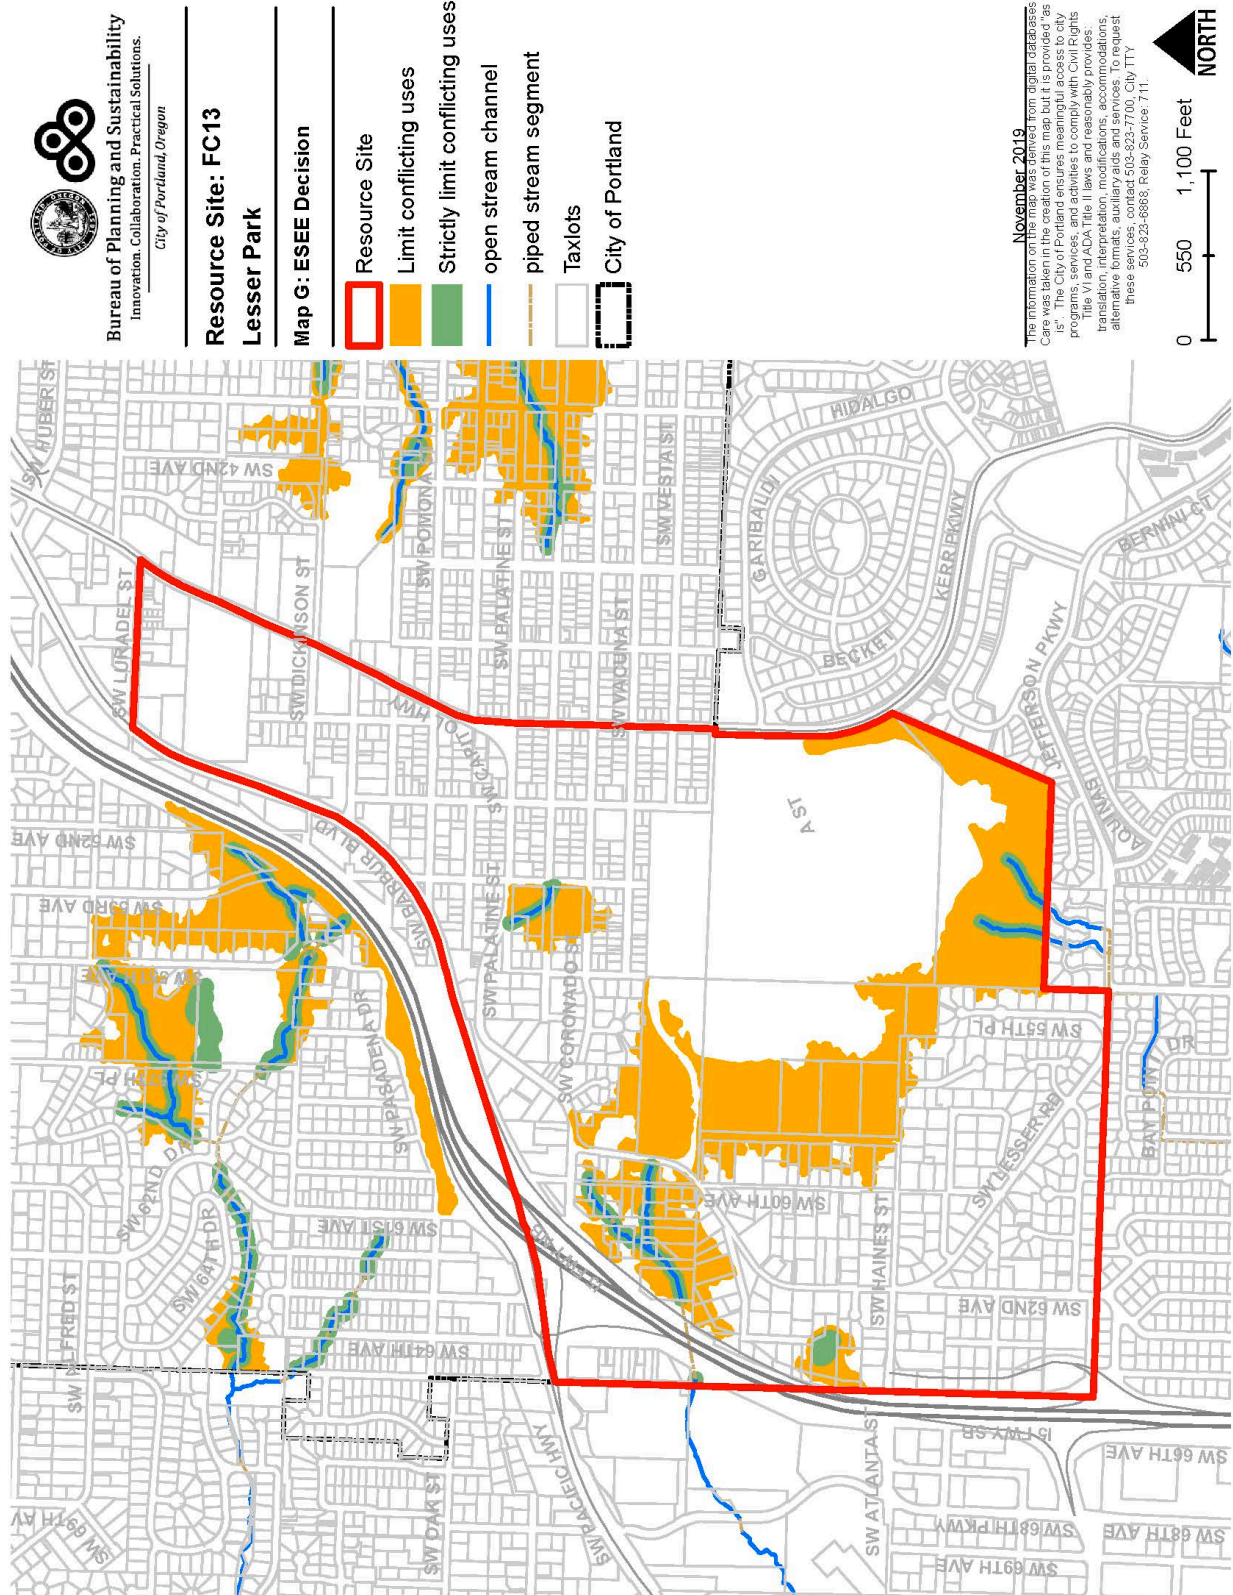 Bureau of Planning and Sustainability
Innovation. Collaboration. Practical Solutions.
City of Portland, Oregon
Resource Site: FC13
Lesser Park
Map G: ESEE Decision
Resource Site
Limit conflicting uses
Strictly limit conflicting uses
open stream channel
piped stream segment
Taxlots
City of Portland
November 2019
The information on the map was derived from digital databases
Care was taken in the creation of this map but it is provided "as
is". The City of Portland ensures meaningful access to city
programs, services, and activities to comply with Civil Rights
Title VI and ADA Title II laws and reasonably provides:
translation, interpretation, modifications, accommodations,
alternative formats, auxiliary aids and services. To request
these services, contact 503-823-7700, City TTY
503-823-6868, Relay Service: 711.
0 550 1,100 Feet
NORTH
SW HUBER ST
SW 42ND AVE
SW LURADEL ST
SW DICKINSON ST
SW POMONA
SW PALATINE ST
SW VESTA ST
SW YACUNA ST
SW CAPITOL HWY
SW BARBUR BLVD
SW 52ND AVE
SW 53RD AVE
SW PALATINE ST
SW CORONADO S
SW PASADENA DR
SW 57TH PL
SW 62ND DR
SW 64TH DR
SW 61ST AVE
SW 64TH AVE
SW ALFRED ST
SW 69TH AV
SW OAK ST
SW PACIFIC HWY
SW 60TH AVE
SW HAINES ST
SW 62ND AVE
SW LESSER RD
SW 55TH PL
A ST
GARIBALDI
HIDALGO
BECKET
KERR PKWY
BERNINI CT
JEFFERSON PKWY
AQUINAS
BAY POIN
DR
SW ATLANTA ST
I5 FWY SB
SW 66TH AVE
SW 68TH PKWY
SW 68TH AVE
SW 69TH AVE